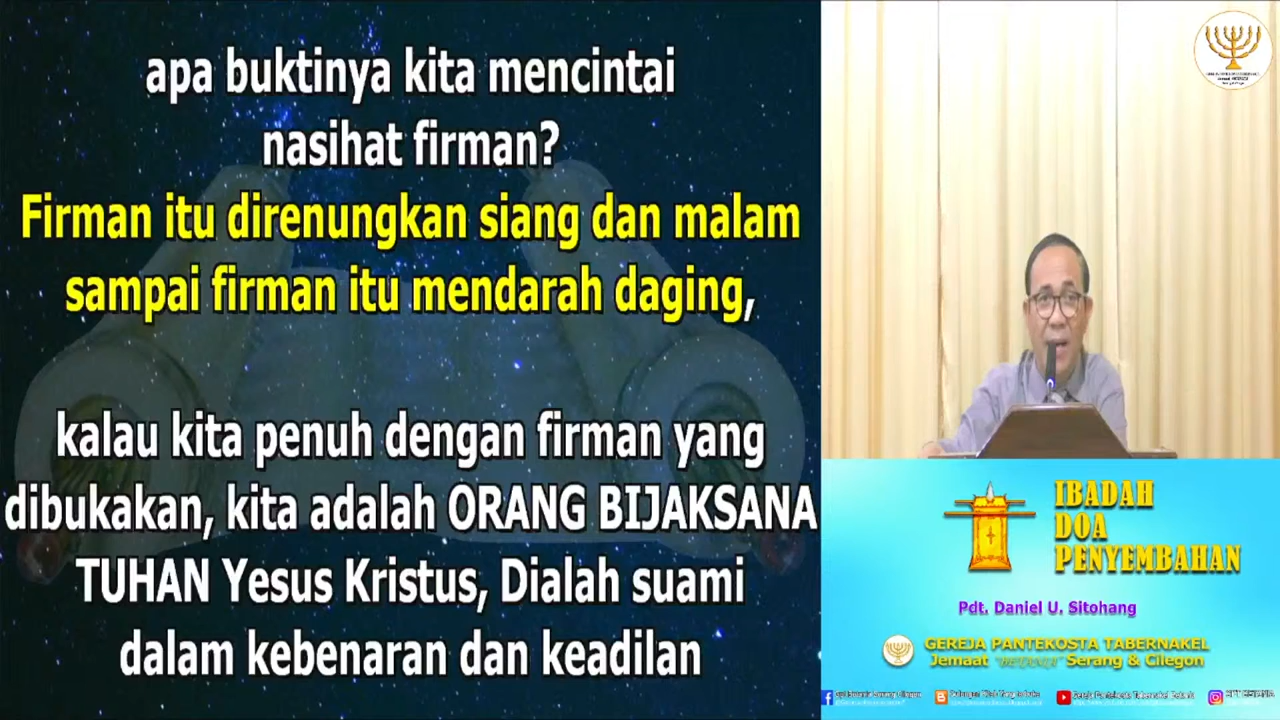 apa buktinya kita mencintai
nasihat firman?
Firman itu direnungkan siang dan malam
sampai firman itu mendarah daging,
kalau kita penuh dengan firman yang
dibukakan, kita adalah ORANG BIJAKSANA
TUHAN Yesus Kristus, Dialah suami
dalam kebenaran dan keadilan
IBADAH
DOA
PENYEMBAHAN
Pdt. Daniel U. Sitohang
GEREJA PANTEKOSTA TABERNAKEL
Jemaat "BETANIA" Serang & Cilegon